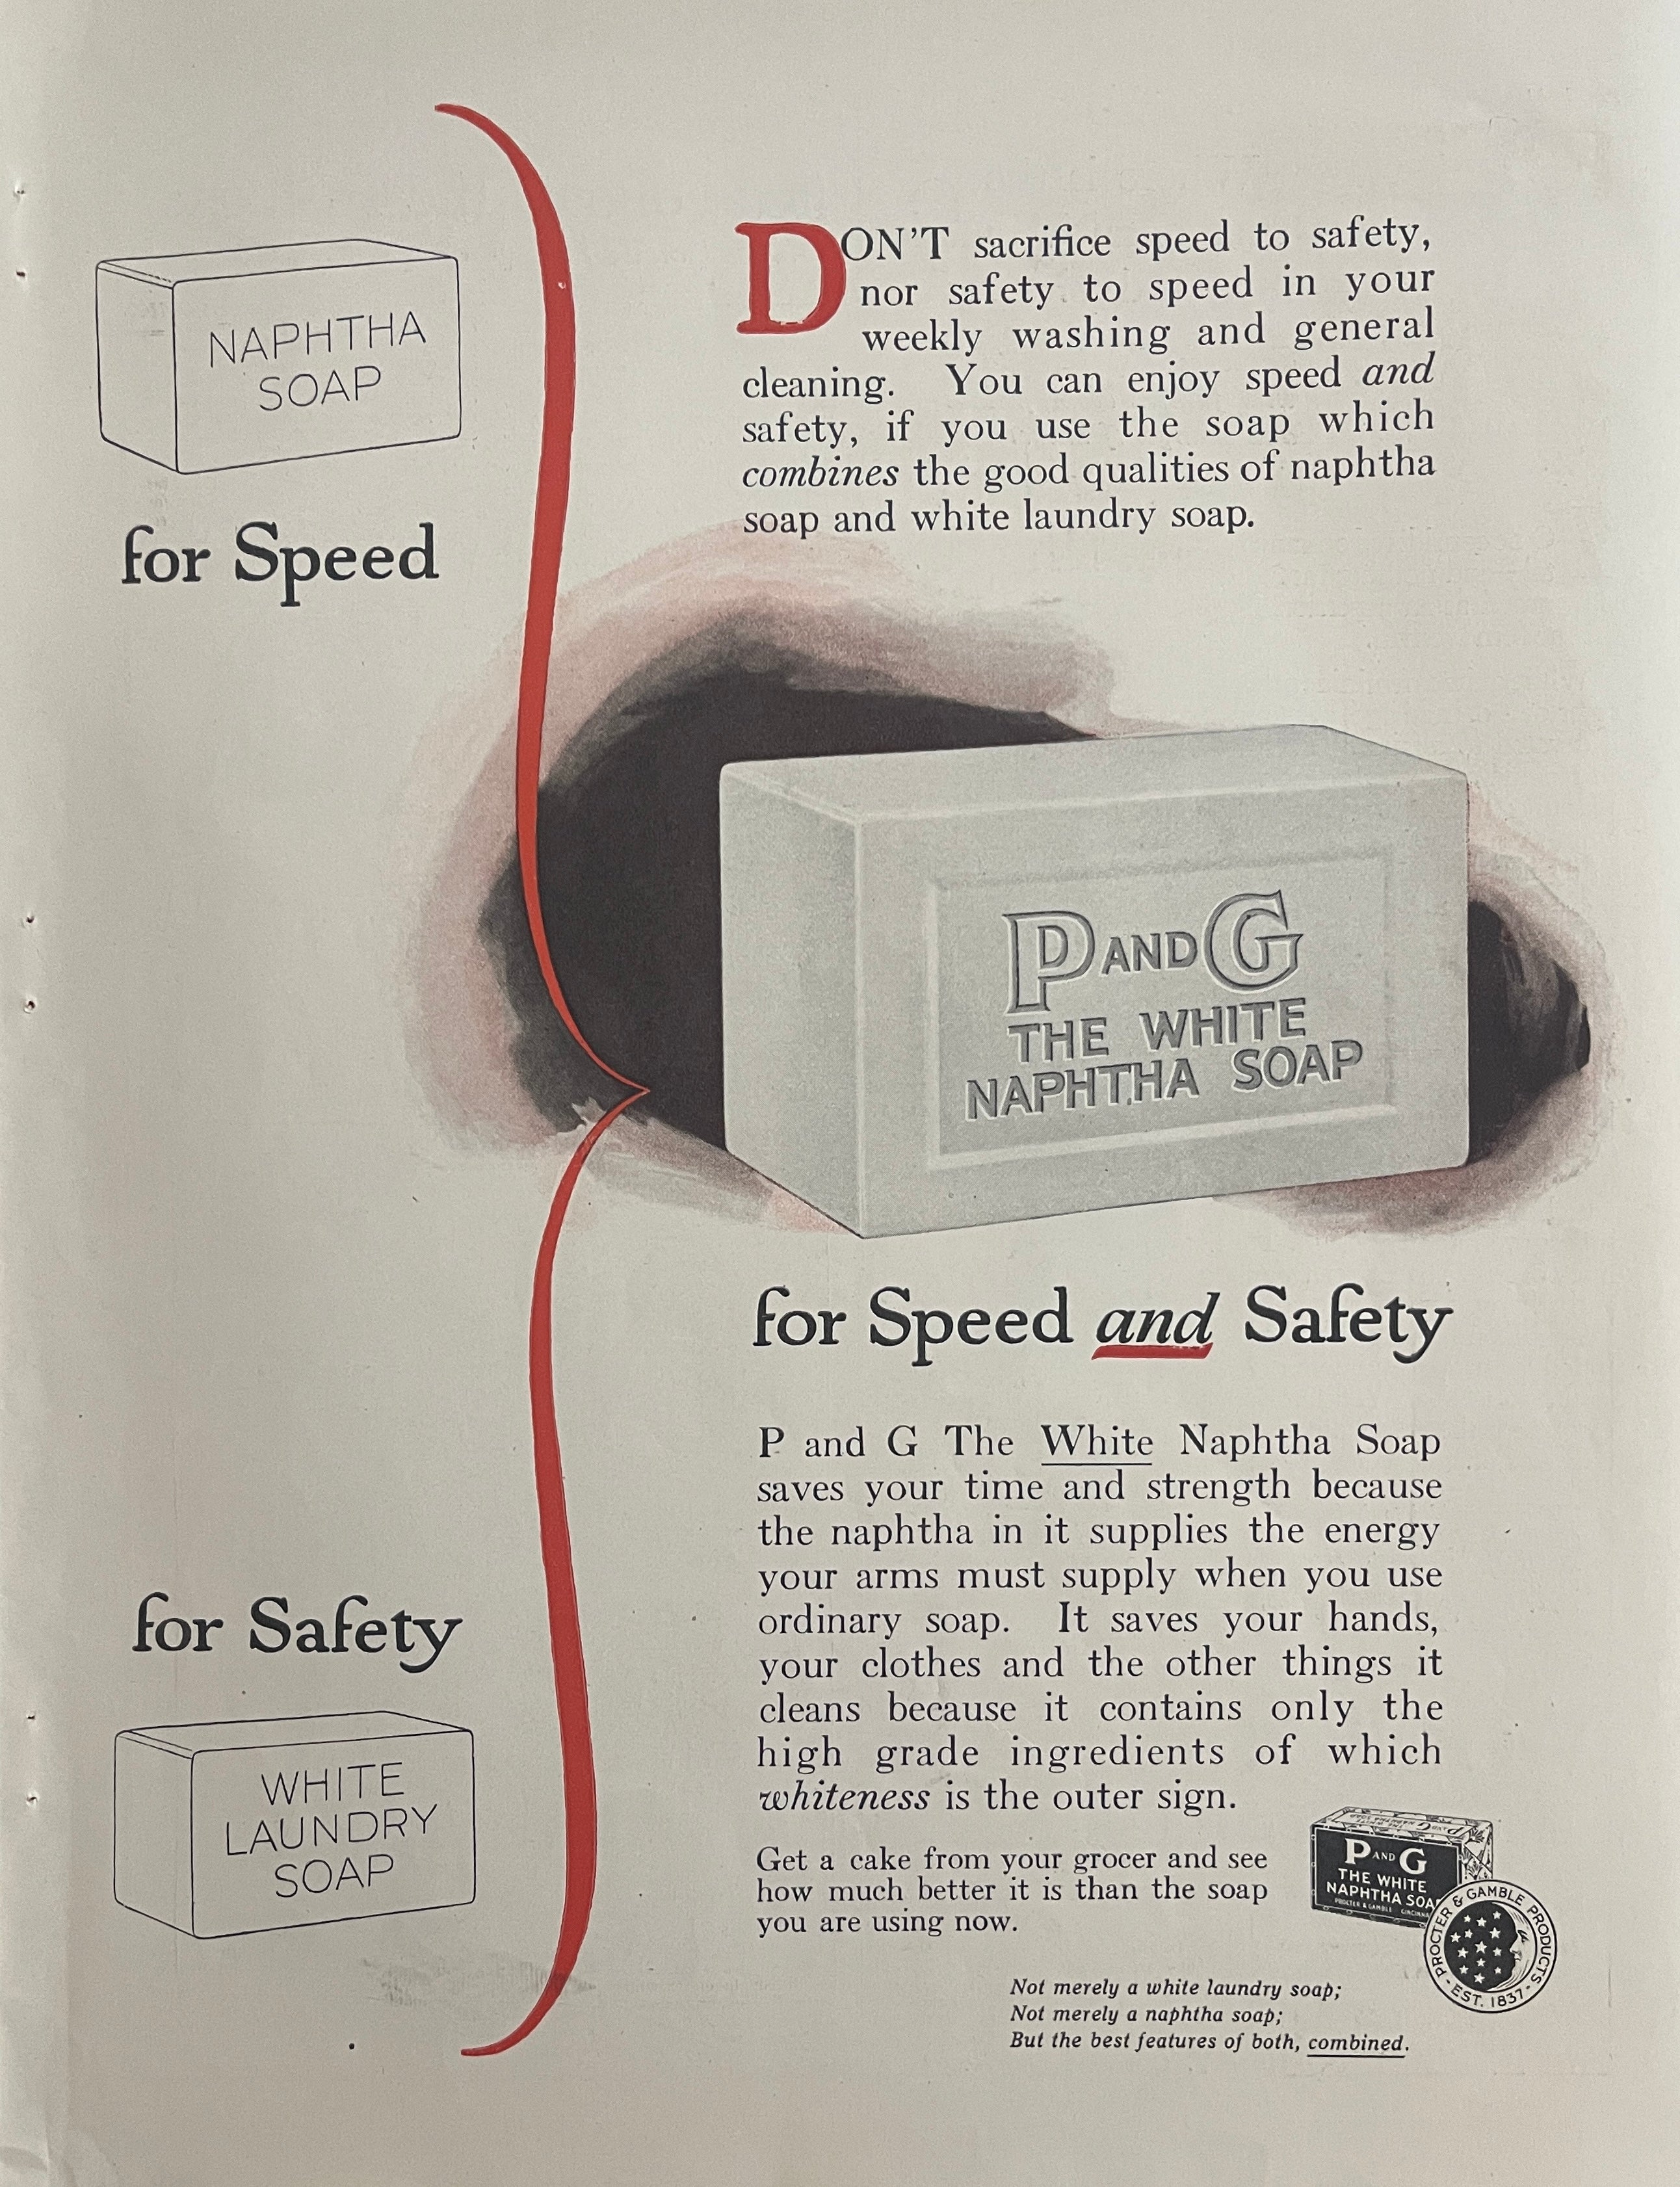 NAPHTHA
SOAP
for Speed
DON'T sacrifice speed to safety,
nor safety to speed in your
weekly washing and general
cleaning. You can enjoy speed and
safety, if you use the soap which
combines the good qualities of naphtha
soap and white laundry soap.
P AND G
THE WHITE
NAPHTHA SOAP
for Speed and Safety
P and G The White Naphtha Soap
saves your time and strength because
the naphtha in it supplies the energy
your arms must supply when you use
ordinary soap. It saves your hands,
your clothes and the other things it
cleans because it contains only the
high grade ingredients of which
whiteness is the outer sign.
for Safety
WHITE
LAUNDRY
SOAP
Get a cake from your grocer and see
how much better it is than the soap
you are using now.
P AND G
THE WHITE
NAPHTHA SOA
PROCTER & GAMBLE
PROCTER & GAMBLE PRODUCTS
EST. 1837
Not merely a white laundry soap;
Not merely a naphtha soap;
But the best features of both, combined.